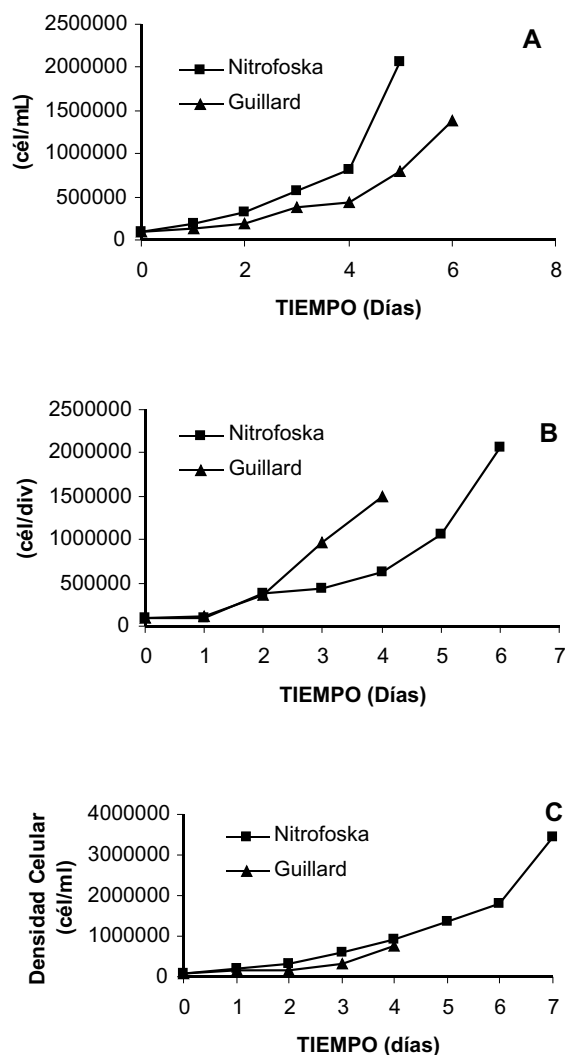 A
2500000
2000000
1500000
1000000
500000
0
(cél/mL)
Nitrofoska
Guillard
0 2 4 6 8
TIEMPO (Días)
B
2500000
2000000
1500000
1000000
500000
0
(cél/div)
Nitrofoska
Guillard
0 1 2 3 4 5 6 7
TIEMPO (Días)
C
4000000
3000000
2000000
1000000
0
Densidad Celular
(cél/ml)
Nitrofoska
Guillard
0 1 2 3 4 5 6 7
TIEMPO (días)